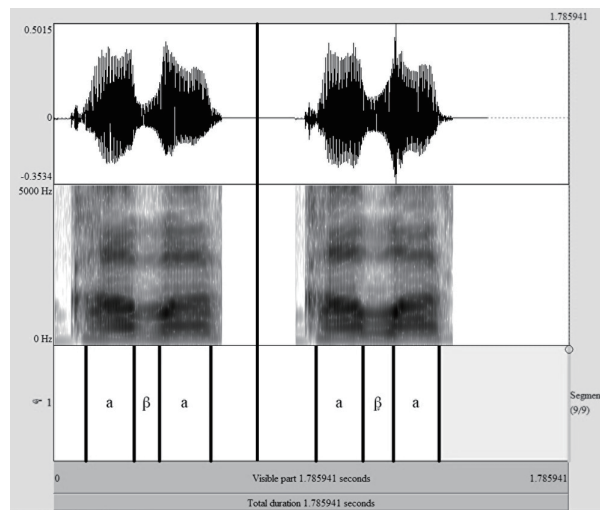 1.785941
0.5015
0
-0.3534
5000 Hz
0 Hz
☞ 1
a β a a β̞ a
Segmen
(9/9)
0 Visible part 1.785941 seconds 1.785941
Total duration 1.785941 seconds